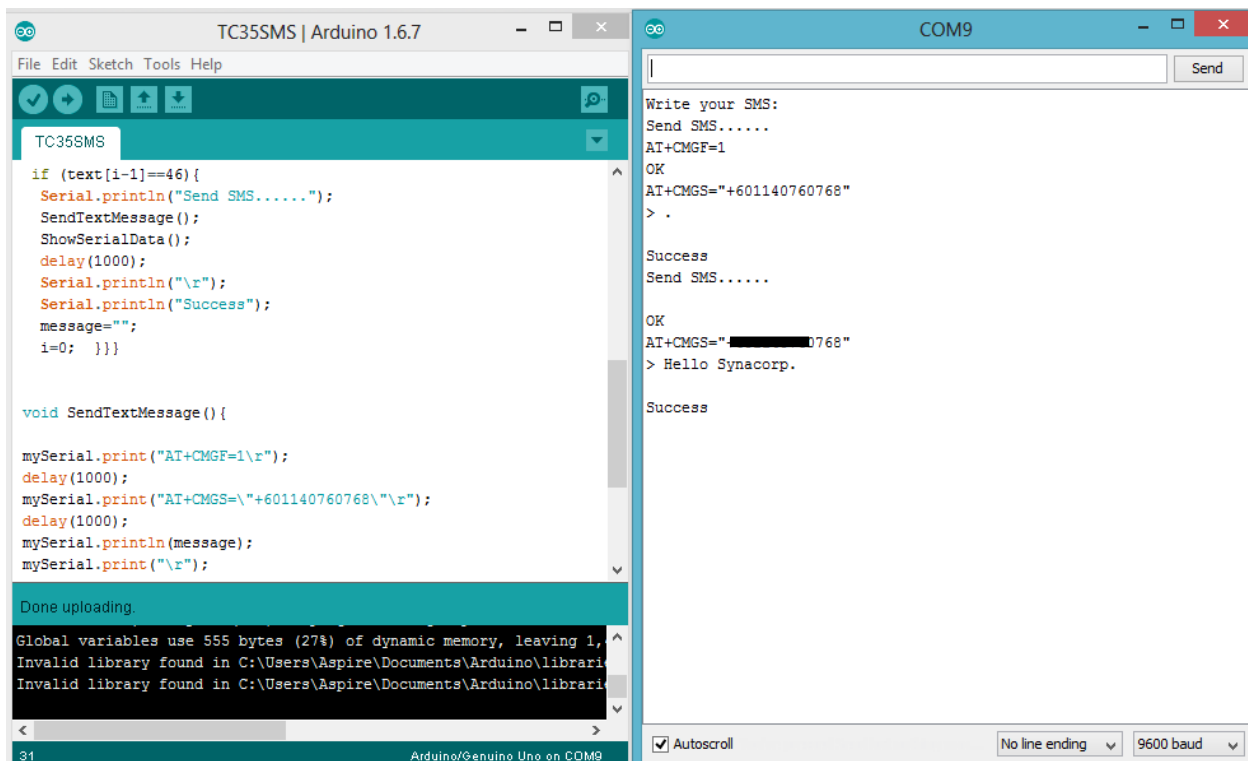 TC35SMS | Arduino 1.6.7
File Edit Sketch Tools Help
TC35SMS
if (text[i-1]==46){
Serial.println("Send SMS......");
SendTextMessage();
ShowSerialData();
delay(1000);
Serial.println("\r");
Serial.println("Success");
message="";
i=0; }}}
void SendTextMessage(){
mySerial.print("AT+CMGF=1\r");
delay(1000);
mySerial.print("AT+CMGS=\"+601140760768\"\r");
delay(1000);
mySerial.println(message);
mySerial.print("\r");
Done uploading.
Global variables use 555 bytes (27%) of dynamic memory, leaving 1,
Invalid library found in C:\Users\Aspire\Documents\Arduino\librari
Invalid library found in C:\Users\Aspire\Documents\Arduino\librari
31
Arduino/Genuino Uno on COM9
COM9
Send
Write your SMS:
Send SMS......
AT+CMGF=1
OK
AT+CMGS="+601140760768"
> .
Success
Send SMS......
OK
AT+CMGS=" 0768"
> Hello Synacorp.
Success
Autoscroll
No line ending
9600 baud